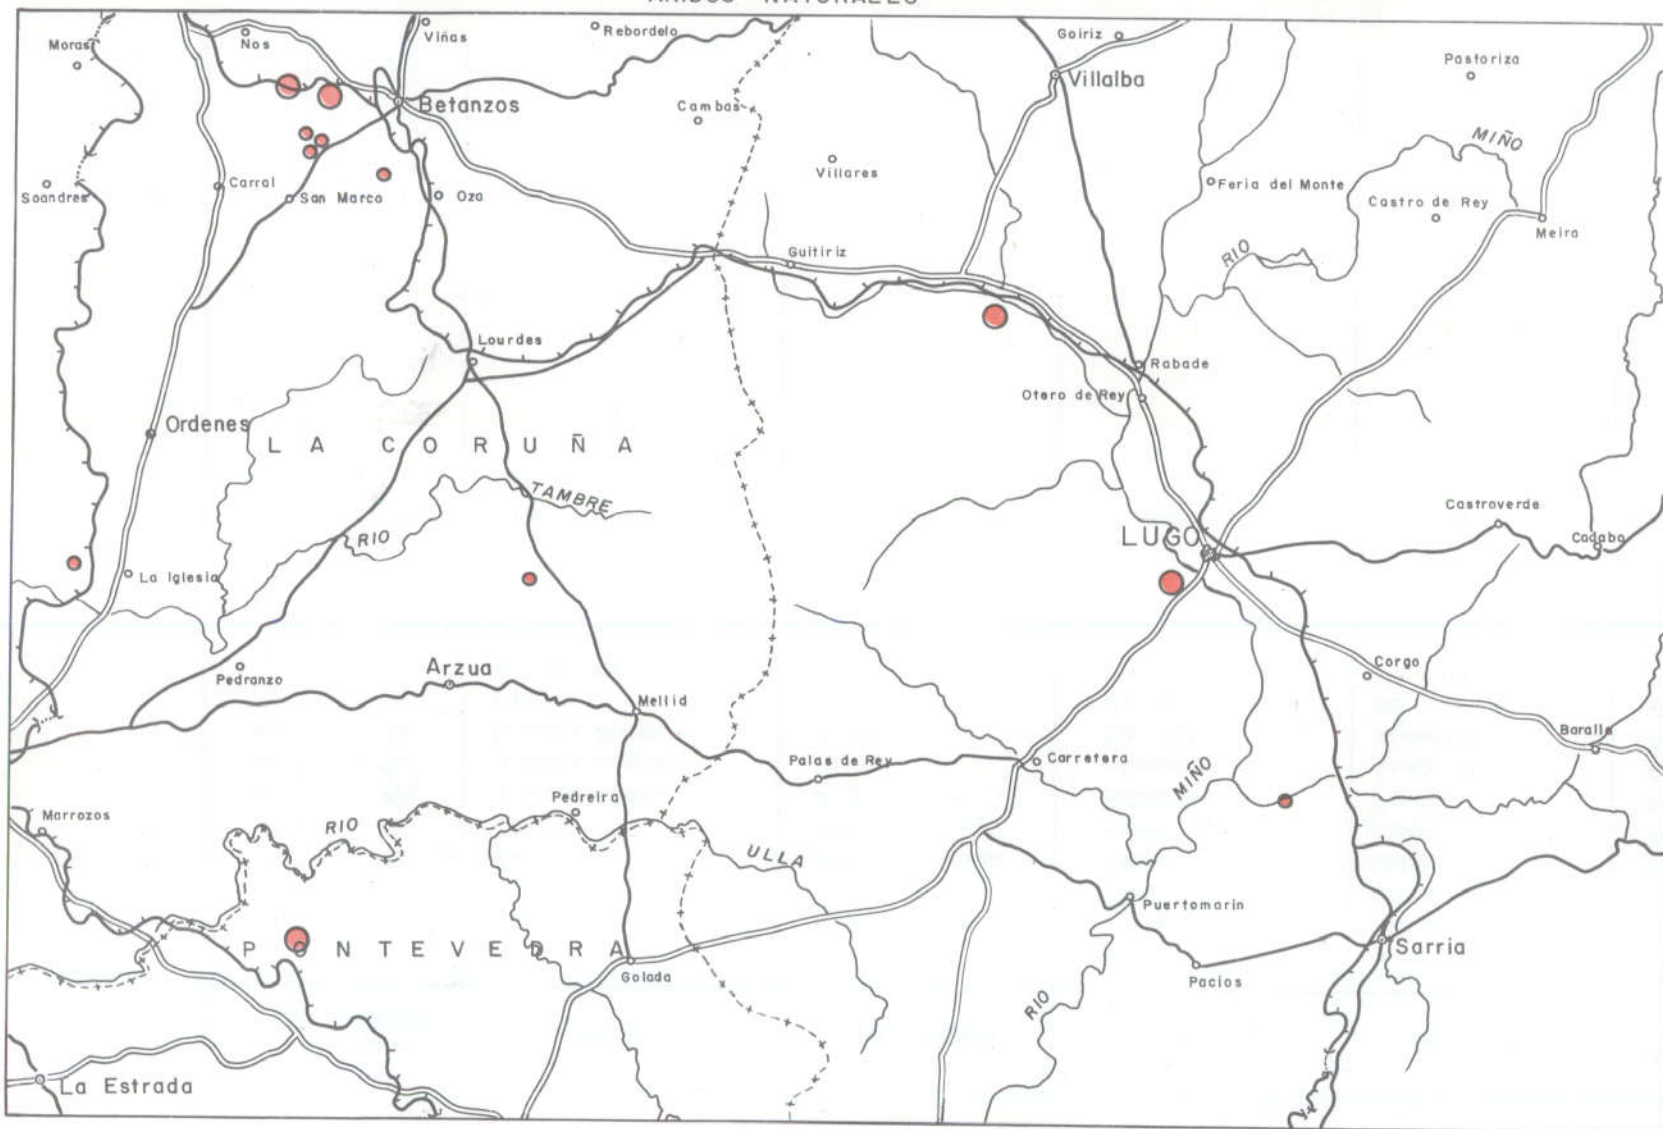 ARIDOS NATURALES
Moras
Nos
Viñas
Rebordelo
Goiriz
Pastoriza
Villalba
Betanzos
Cambas
MIÑO
Villares
Soandres
Carral
San Marco
Oza
Feria del Monte
Castro de Rey
Meira
Guitiriz
RIO
Lourdes
Rabade
Otero de Rey
Ordenes
LA CORUÑA
TAMBRE
RIO
Castroverde
LUGO
Cadabo
La Iglesia
Arzua
Pedranzo
Corgo
Mellid
Baralla
Palas de Rey
Carretera
MIÑO
Pedreira
Marrozos
RIO
ULLA
Puertomarin
PONTEVEDRA
Sarria
Golada
Pacios
RIO
La Estrada